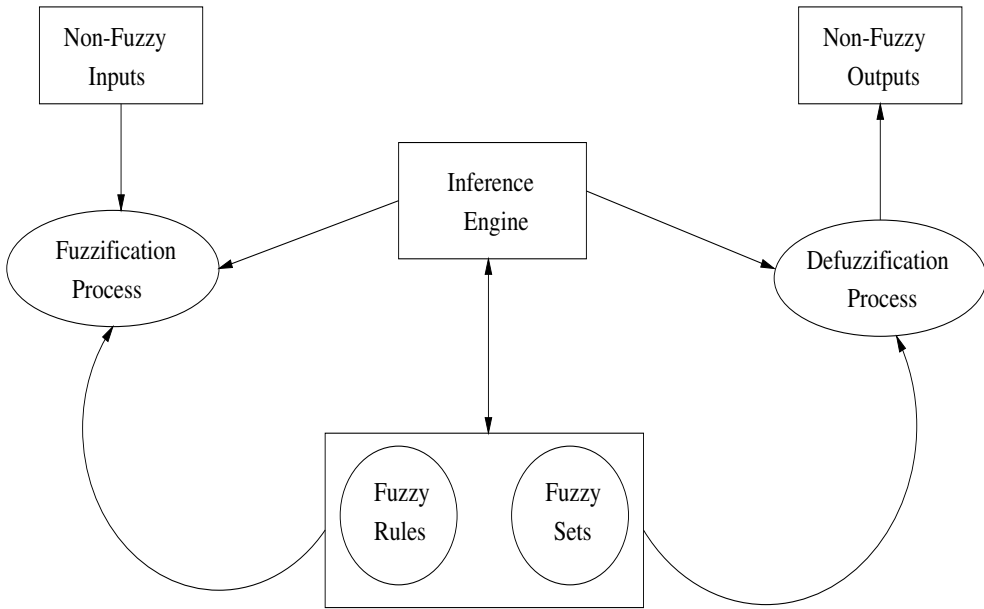 Non-Fuzzy
Inputs
Non-Fuzzy
Outputs
Inference
Engine
Fuzzification
Process
Defuzzification
Process
Fuzzy
Rules
Fuzzy
Sets